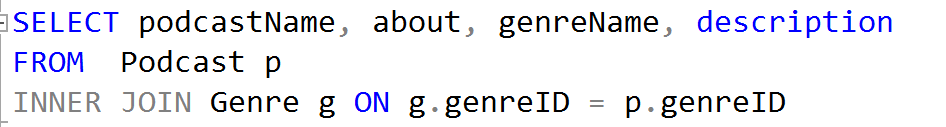 SELECT podcastName, about, genreName, description
FROM  Podcast p
INNER JOIN Genre g ON g.genreID = p.genreID